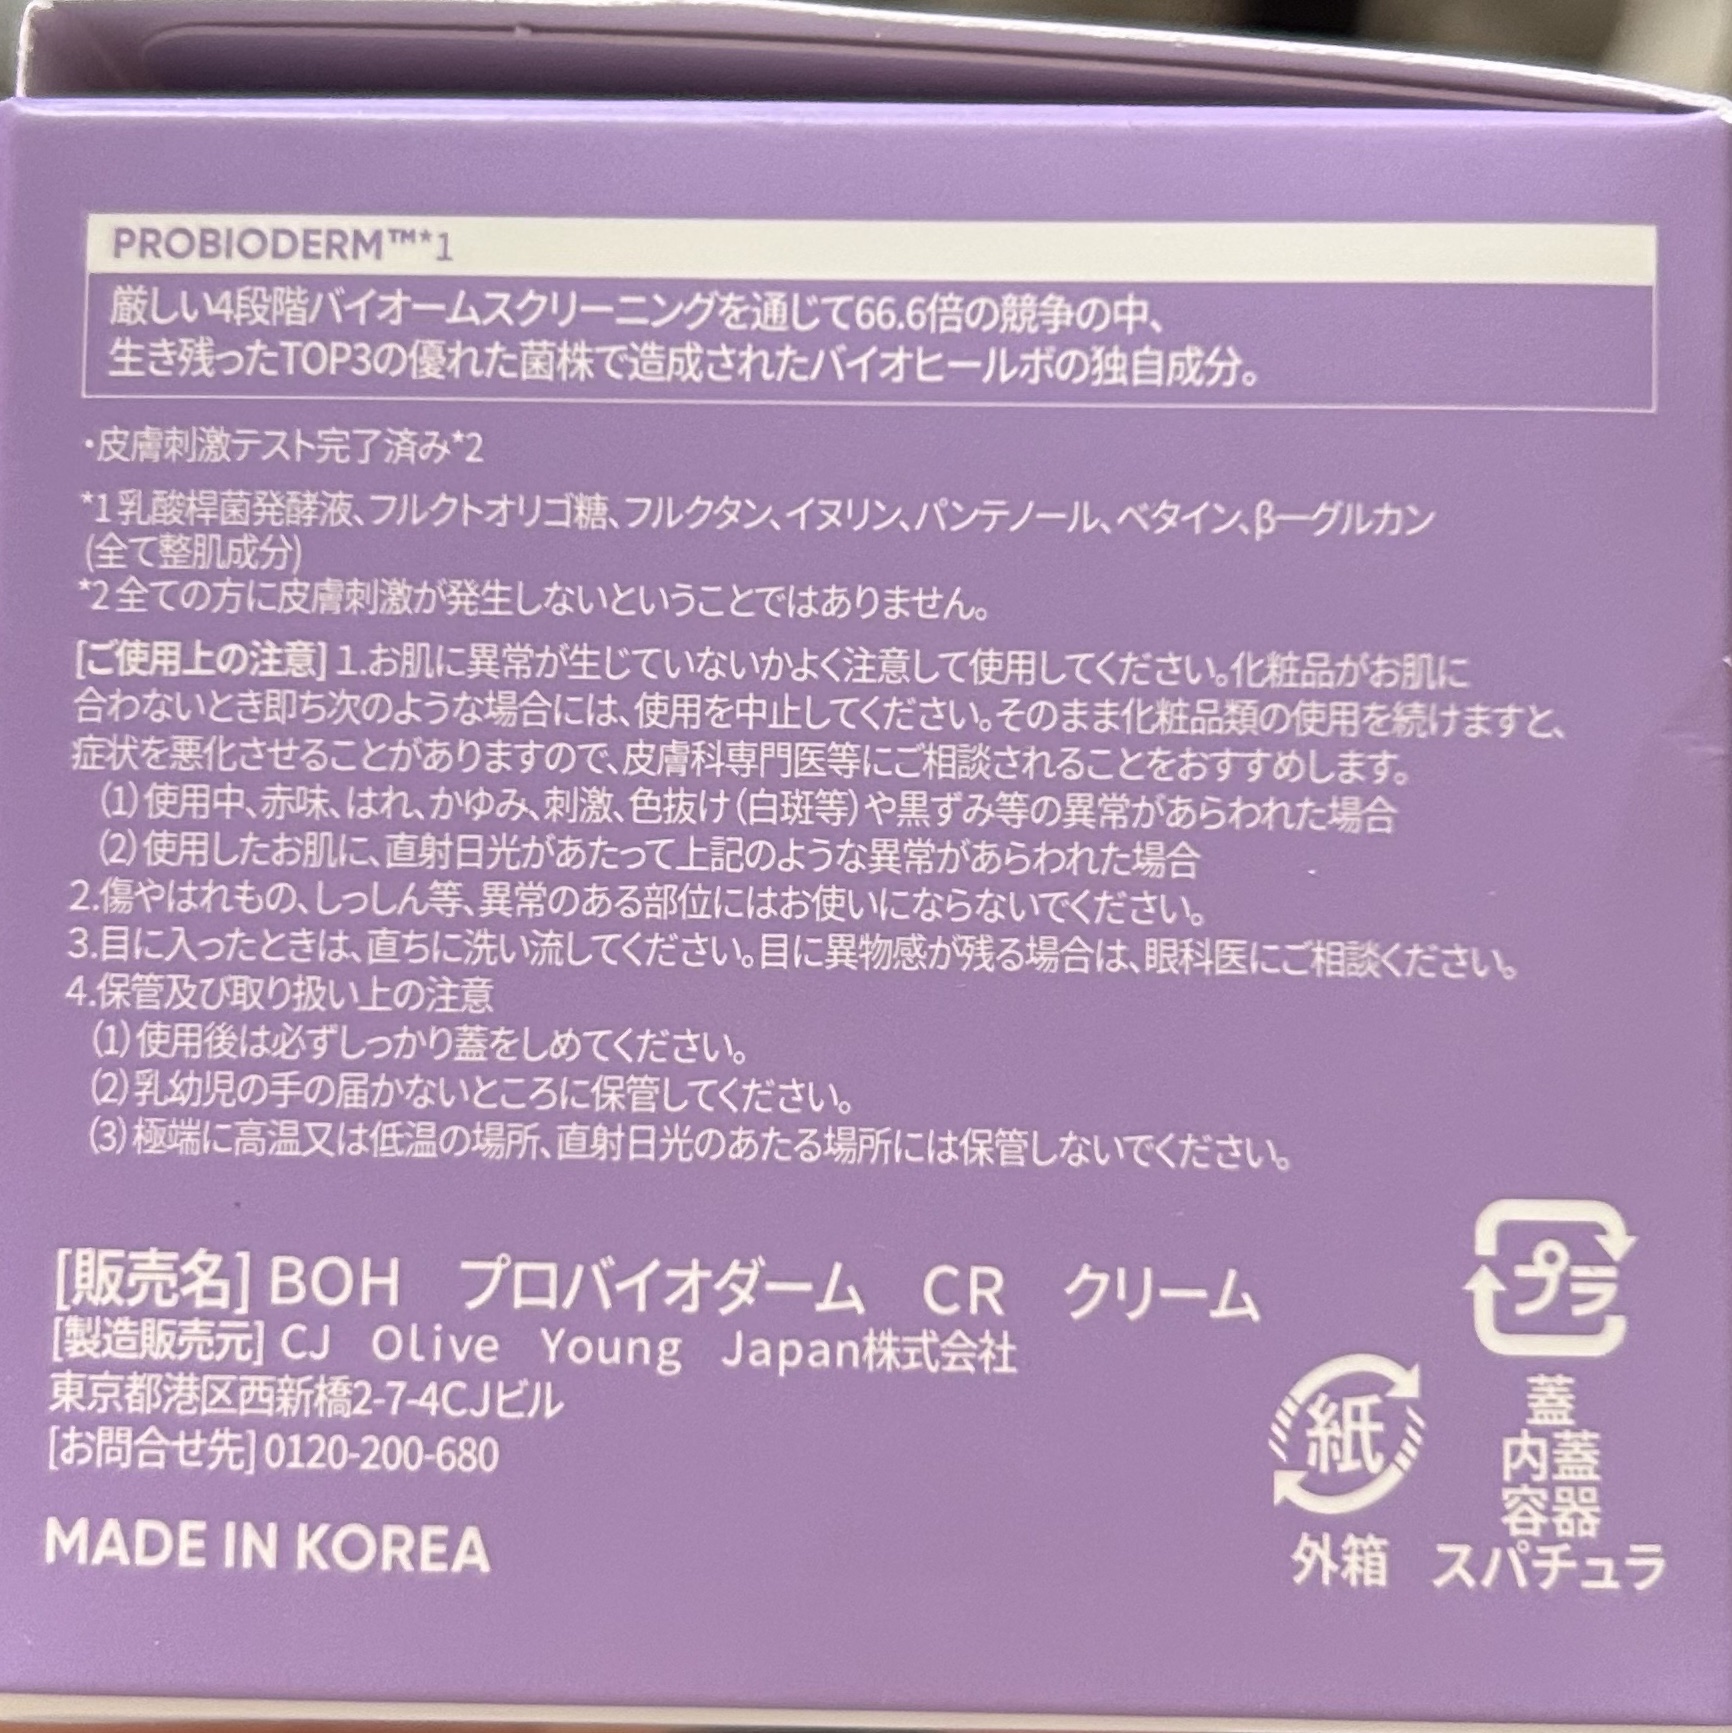 PROBIODERM™*1
厳しい4段階バイオームスクリーニングを通じて66.6倍の競争の中、
生き残ったTOP3の優れた菌株で造成されたバイオヒールボの独自成分。
・皮膚刺激テスト完了済み*2
*1 乳酸桿菌発酵液、フルクトオリゴ糖、フルクタン、イヌリン、パンテノール、ベタイン、β－グルカン
(全て整肌成分)
*2 全ての方に皮膚刺激が発生しないということではありません。
[ご使用上の注意] 1.お肌に異常が生じていないかよく注意して使用してください。化粧品がお肌に
合わないとき即ち次のような場合には、使用を中止してください。そのまま化粧品類の使用を続けますと、
症状を悪化させることがありますので、皮膚科専門医等にご相談されることをおすすめします。
(1) 使用中、赤味、はれ、かゆみ、刺激、色抜け(白斑等)や黒ずみ等の異常があらわれた場合
(2) 使用したお肌に、直射日光があたって上記のような異常があらわれた場合
2.傷やはれもの、しっしん等、異常のある部位にはお使いにならないでください。
3.目に入ったときは、直ちに洗い流してください。目に異物感が残る場合は、眼科医にご相談ください。
4.保管及び取り扱い上の注意
(1) 使用後は必ずしっかり蓋をしめてください。
(2) 乳幼児の手の届かないところに保管してください。
(3) 極端に高温又は低温の場所、直射日光のあたる場所には保管しないでください。
[販売名] BOH　プロバイオダーム　CR　クリーム
[製造販売元] CJ　Olive　Young　Japan株式会社
東京都港区西新橋2-7-4CJビル
[お問合せ先] 0120-200-680
MADE IN KOREA
プラ
蓋
内蓋
容器
スパチュラ
紙
外箱